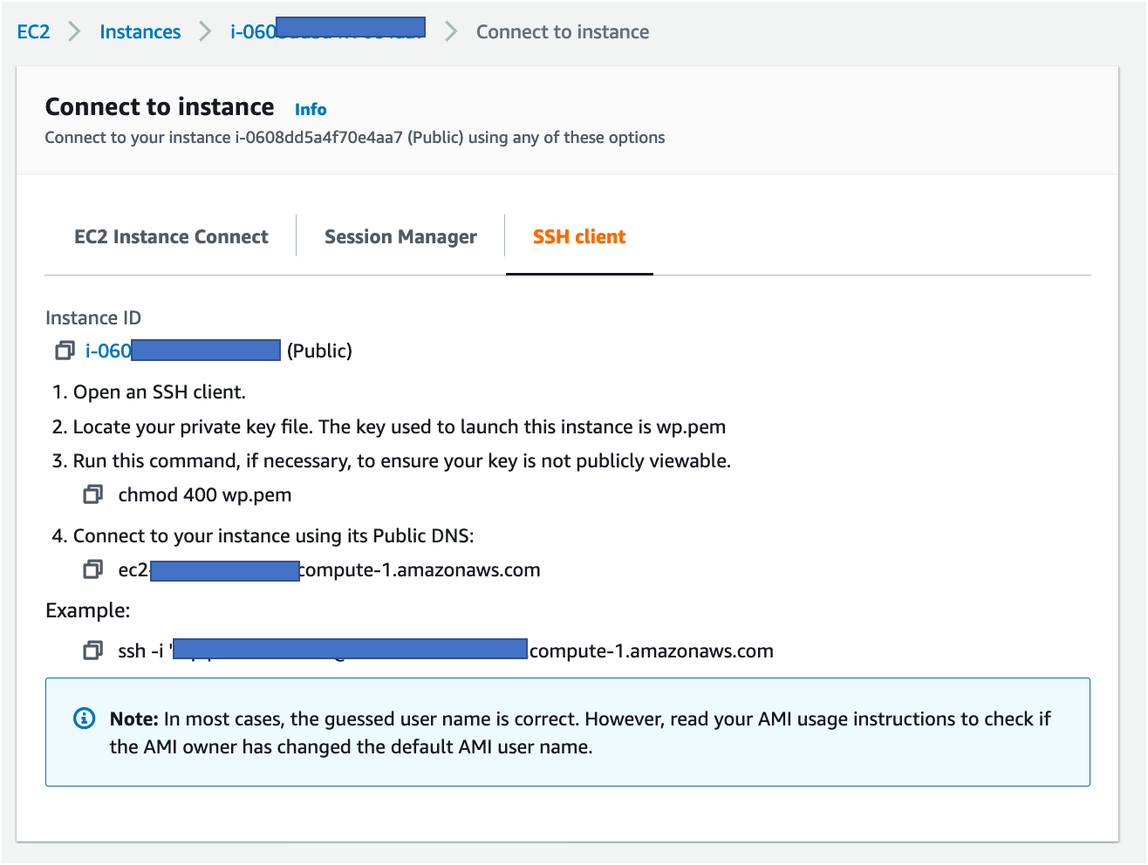 EC2 > Instances > i-060 > Connect to instance
Connect to instance Info
Connect to your instance i-0608dd5a4f70e4aa7 (Public) using any of these options
EC2 Instance Connect Session Manager SSH client
Instance ID
i-060 (Public)
1. Open an SSH client.
2. Locate your private key file. The key used to launch this instance is wp.pem
3. Run this command, if necessary, to ensure your key is not publicly viewable.
chmod 400 wp.pem
4. Connect to your instance using its Public DNS:
ec2- compute-1.amazonaws.com
Example:
ssh -i " compute-1.amazonaws.com
Note: In most cases, the guessed user name is correct. However, read your AMI usage instructions to check if
the AMI owner has changed the default AMI user name.